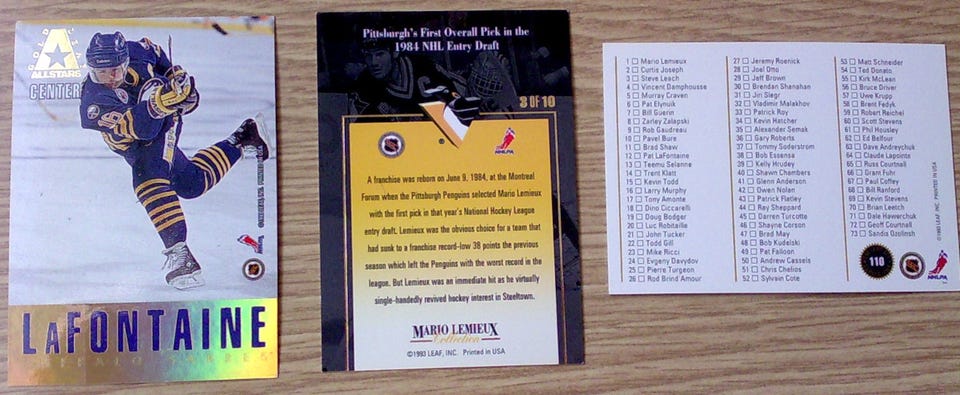 A
ALLSTARS
CENTER
LAFONTAINE
Pittsburgh's First Overall Pick in the
1984 NHL Entry Draft
3 OF 10
NHLPA
A franchise was reborn on June 9, 1984, at the Montreal
Forum when the Pittsburgh Penguins selected Mario Lemieux
with the first pick in that year's National Hockey League
entry draft. Lemieux was the obvious choice for a team that
had sunk to a franchise record-low 38 points the previous
season which left the Penguins with the worst record in the
league. But Lemieux was an immediate hit as he virtually
single-handedly revived hockey interest in Steeltown.
MARIO LEMIEUX
Collection
©1993 LEAF, INC. Printed in USA
1 Mario Lemieux
2 Curtis Joseph
3 Steve Leach
4 Vincent Damphousse
5 Murray Craven
6 Pat Elynuik
7 Bill Guerin
8 Zarley Zalapski
9 Rob Gaudreau
10 Pavel Bure
11 Brad Shaw
12 Pat LaFontaine
13 Teemu Selanne
14 Trent Klatt
15 Kevin Todd
16 Larry Murphy
17 Tony Amonte
18 Dino Ciccarelli
19 Doug Bodger
20 Luc Robitaille
21 John Tucker
22 Todd Gill
23 Mike Ricci
24 Evgeny Davydov
25 Pierre Turgeon
26 Rod Brind Amour
27 Jeremy Roenick
28 Joel Otto
29 Jeff Brown
30 Brendan Shanahan
31 Jiri Slegr
32 Vladimir Malakhov
33 Patrick Roy
34 Kevin Hatcher
35 Alexander Semak
36 Gary Roberts
37 Tommy Soderstrom
38 Bob Essensa
39 Kelly Hrudey
40 Shawn Chambers
41 Glenn Anderson
42 Owen Nolan
43 Patrick Flatley
44 Ray Sheppard
45 Darren Turcotte
46 Shayne Corson
47 Brad May
48 Bob Kudelski
49 Pat Falloon
50 Andrew Cassels
51 Chris Chelios
52 Sylvain Cote
53 Matt Schneider
54 Ted Donato
55 Kirk McLean
56 Bruce Driver
57 Uwe Krupp
58 Brent Fedyk
59 Robert Reichel
60 Scott Stevens
61 Phil Housley
62 Ed Belfour
63 Dave Andreychuk
64 Claude Lapointe
65 Russ Courtnall
66 Grant Fuhr
67 Paul Coffey
68 Bill Ranford
69 Kevin Stevens
70 Brian Leetch
71 Dale Hawerchuk
72 Geoff Courtnall
73 Sandis Ozolinsh
110
©1993 LEAF, INC. PRINTED IN USA